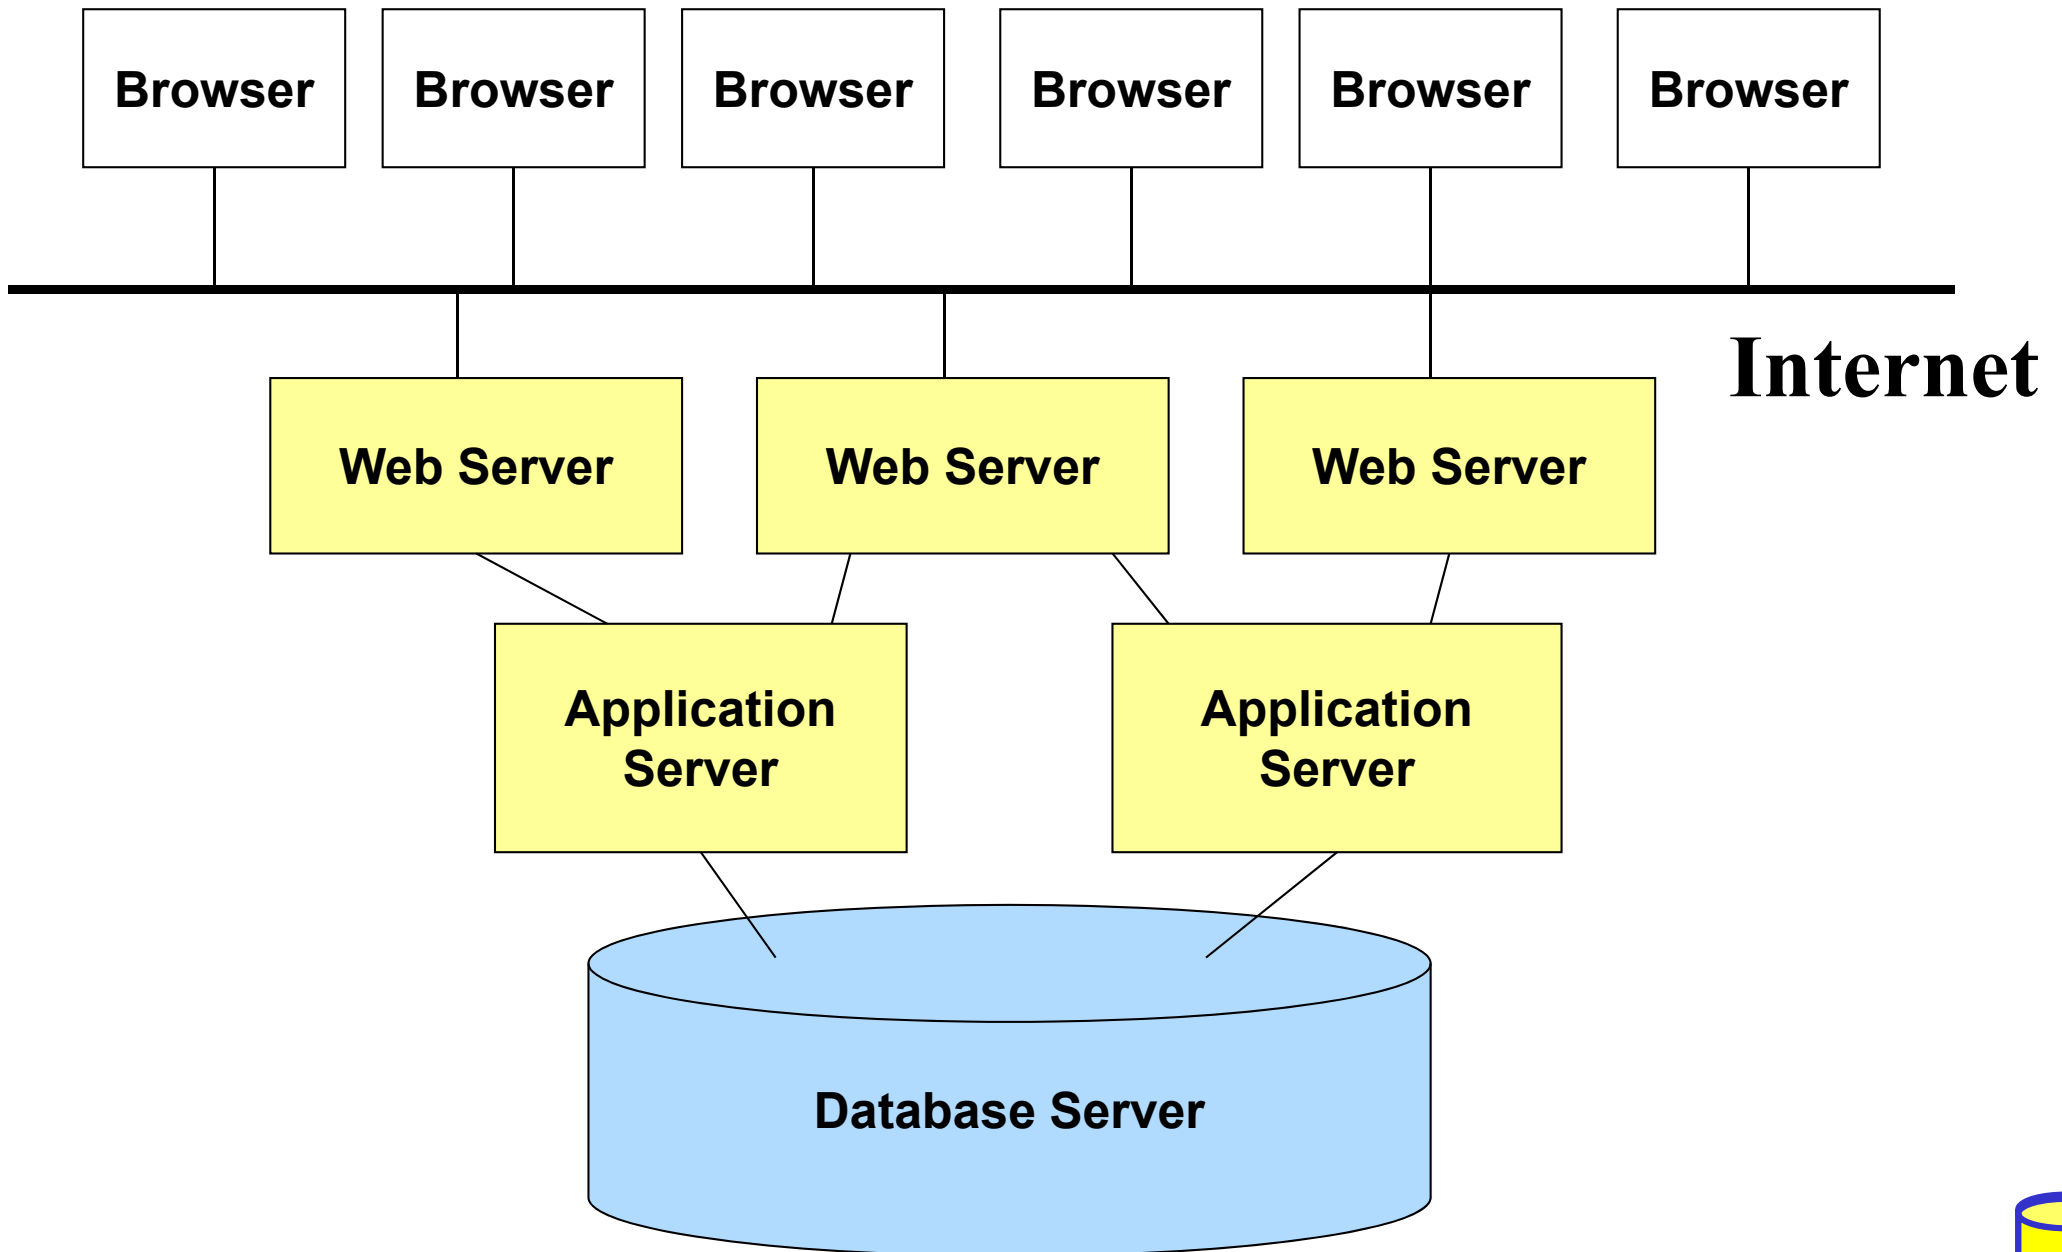 Browser Browser Browser Browser Browser Browser
Internet
Web Server Web Server Web Server
Application Application
Server Server
Database Server